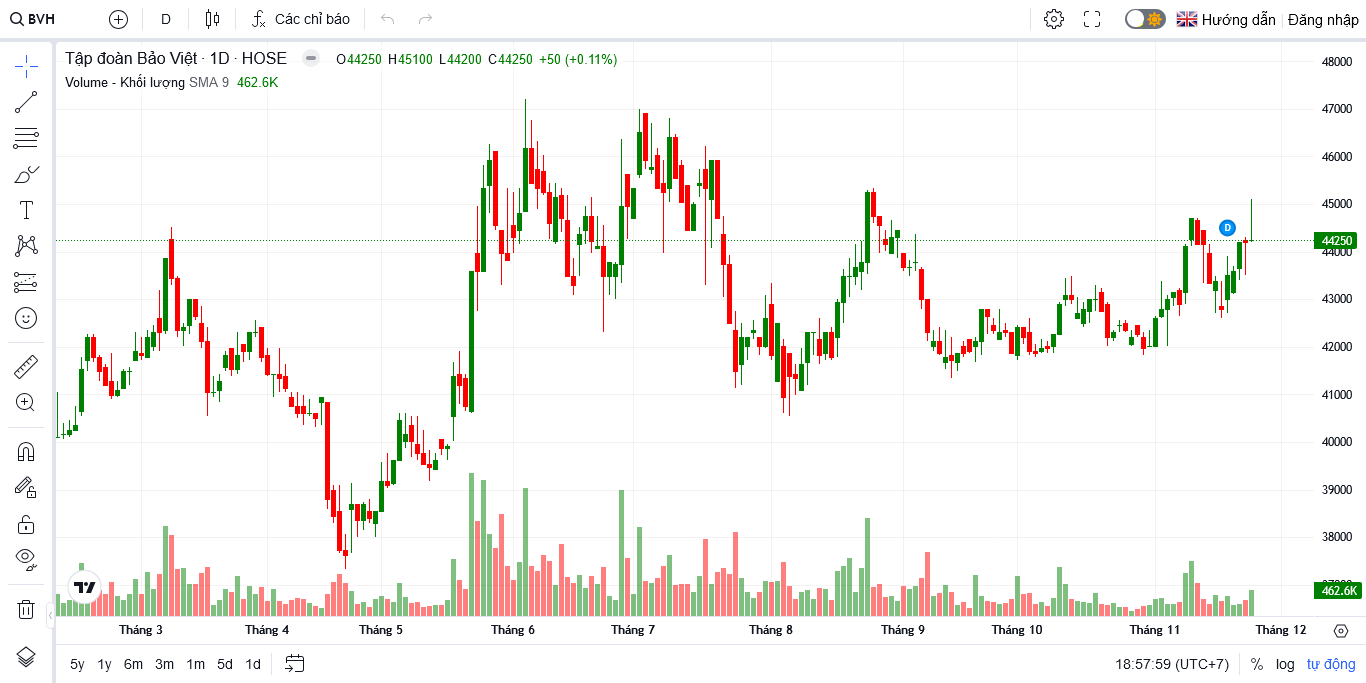 BVH D Các chỉ báo Hướng dẫn Đăng nhập
Tập đoàn Bảo Việt · 1D · HOSE O44250 H45100 L44200 C44250 +50 (+0.11%)
Volume - Khối lượng SMA 9 462.6K
48000
47000
46000
45000
D
44250
44000
43000
42000
41000
40000
39000
38000
37000
462.6K
Tháng 3 Tháng 4 Tháng 5 Tháng 6 Tháng 7 Tháng 8 Tháng 9 Tháng 10 Tháng 11 Tháng 12
5y 1y 6m 3m 1m 5d 1d 18:57:59 (UTC+7) % log tự động